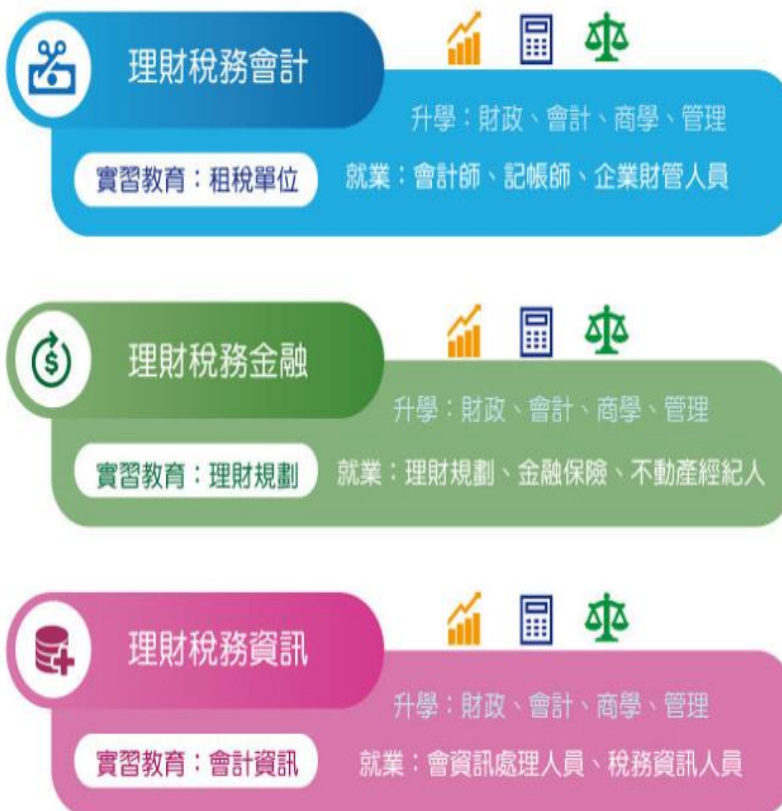 理財稅務會計
升學：財政、會計、商學、管理
實習教育：租稅單位
就業：會計師、記帳師、企業財管人員
理財稅務金融
升學：財政、會計、商學、管理
實習教育：理財規劃
就業：理財規劃、金融保險、不動產經紀人
理財稅務資訊
升學：財政、會計、商學、管理
實習教育：會計資訊
就業：會資訊處理人員、稅務資訊人員